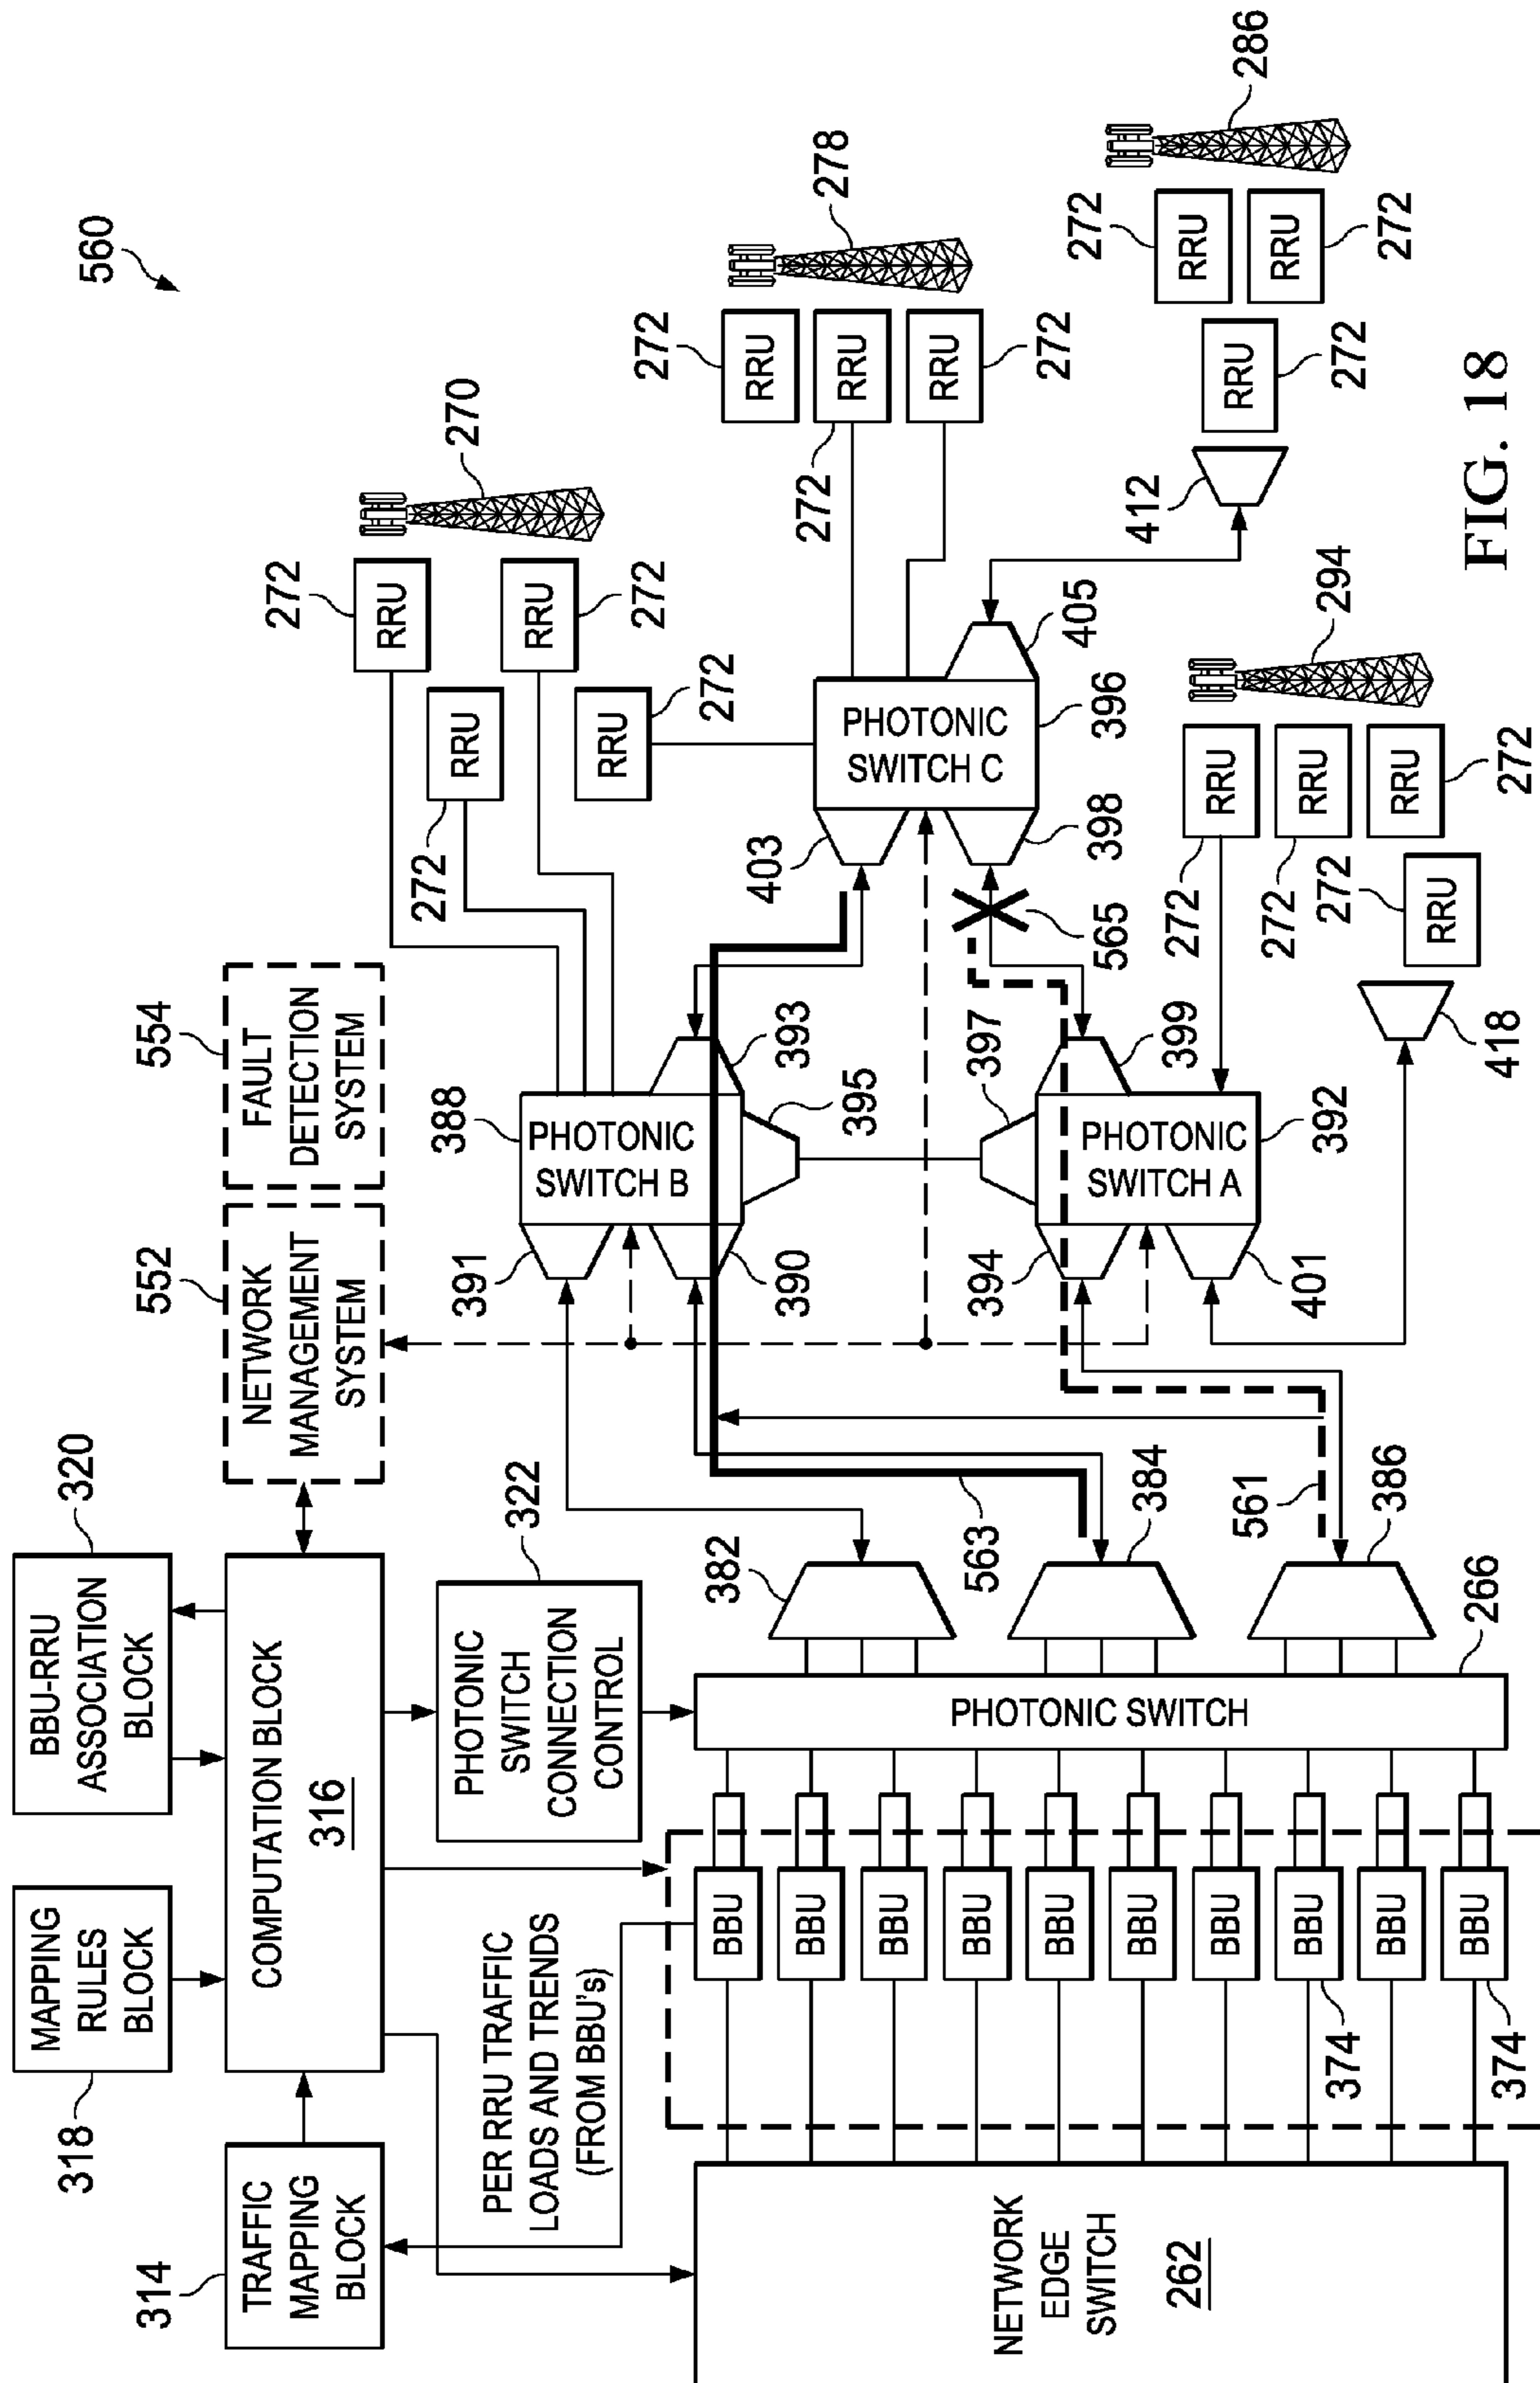 560
314
TRAFFIC
MAPPING
BLOCK
318
MAPPING
RULES
BLOCK
BBU-RRU
ASSOCIATION
BLOCK
320
COMPUTATION BLOCK
316
552
NETWORK
MANAGEMENT
SYSTEM
554
FAULT
DETECTION
SYSTEM
PHOTONIC
SWITCH
CONNECTION
CONTROL
322
PER RRU TRAFFIC
LOADS AND TRENDS
(FROM BBU's)
NETWORK
EDGE
SWITCH
262
BBU
BBU
BBU
BBU
BBU
BBU
BBU
BBU
BBU
BBU
374
374
PHOTONIC SWITCH
266
382
384
386
563
561
388
PHOTONIC
SWITCH B
391
390
393
395
PHOTONIC
SWITCH A
392
394
401
397
399
PHOTONIC
SWITCH C
396
403
398
405
565
272
RRU
272
RRU
RRU
272
270
RRU
272
272
RRU
RRU
272
RRU
272
278
412
RRU
272
272
RRU
RRU
272
286
272
RRU
272
RRU
RRU
272
272
RRU
418
294
FIG. 18